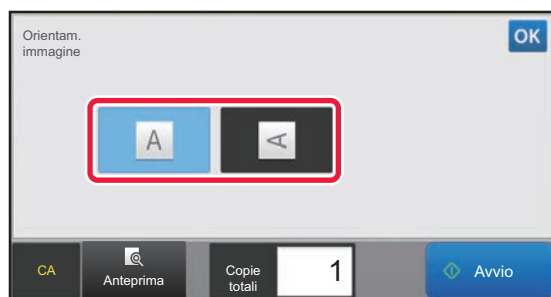 Orientam.
immagine
OK
A
A
CA
Anteprima
Copie
totali
1
Avvio